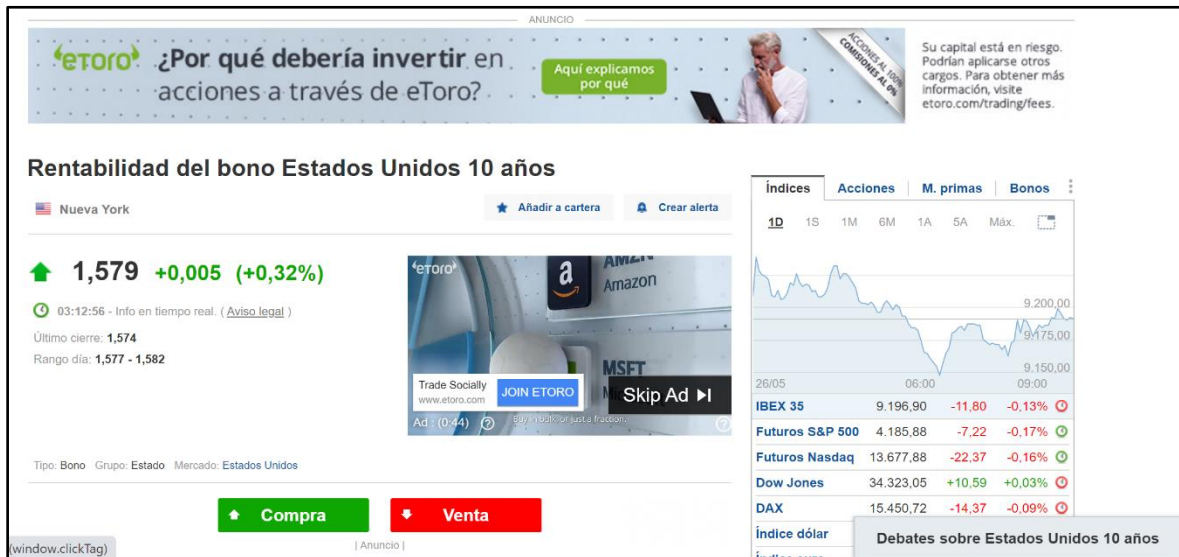 ANUNCIO
eToro ¿Por qué debería invertir en
acciones a través de eToro?
Aquí explicamos
por qué
ACCIONES AL 100%
COMISIONES AL 0%
Su capital está en riesgo.
Podrían aplicarse otros
cargos. Para obtener más
información, visite
etoro.com/trading/fees.
Rentabilidad del bono Estados Unidos 10 años
Nueva York
Añadir a cartera
Crear alerta
1,579 +0,005 (+0,32%)
03:12:56 - Info en tiempo real. ( Aviso legal )
Último cierre: 1,574
Rango día: 1,577 - 1,582
eToro
a
AMZN
Amazon
MSFT
Trade Socially
www.etoro.com
JOIN ETORO
Skip Ad
Ad : (0:44)
Buy in bulk or just a fraction.
Tipo: Bono Grupo: Estado Mercado: Estados Unidos
Compra
Venta
| Anuncio |
(window.clickTag)
Índices Acciones M. primas Bonos
1D 1S 1M 6M 1A 5A Máx.
9.200,00
9.175,00
9.150,00
26/05 06:00 09:00
IBEX 35 9.196,90 -11,80 -0,13%
Futuros S&P 500 4.185,88 -7,22 -0,17%
Futuros Nasdaq 13.677,88 -22,37 -0,16%
Dow Jones 34.323,05 +10,59 +0,03%
DAX 15.450,72 -14,37 -0,09%
Índice dólar
Debates sobre Estados Unidos 10 años